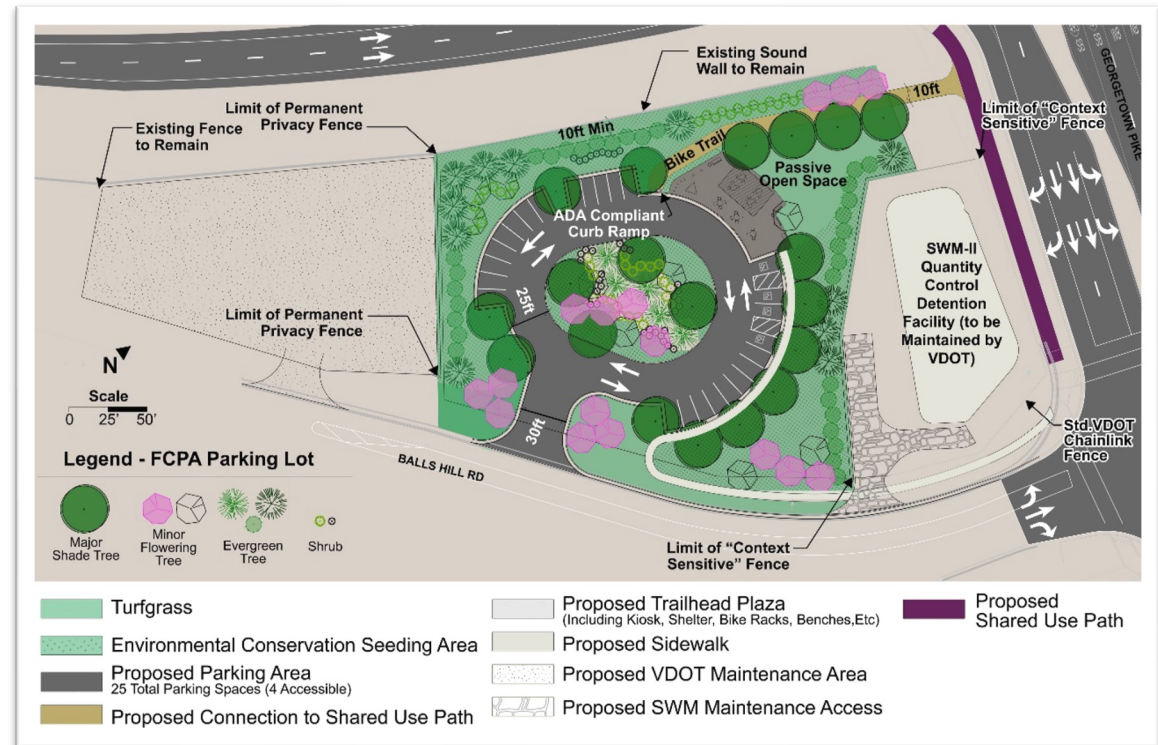 Existing Sound
Wall to Remain
GEORGETOWN PIKE
Limit of Permanent
Privacy Fence
10ft Min
10ft
Existing Fence
to Remain
Limit of “Context
Sensitive” Fence
Bike Trail
Passive
Open Space
ADA Compliant
Curb Ramp
25ft
SWM-II
Quantity
Control
Detention
Facility (to be
Maintained by
VDOT)
Limit of Permanent
Privacy Fence
N
Scale
0 25' 50'
30ft
Std.VDOT
Chainlink
Fence
BALLS HILL RD
Legend - FCPA Parking Lot
Major
Shade Tree
Minor
Flowering
Tree
Evergreen
Tree
Shrub
Limit of “Context
Sensitive” Fence
Turfgrass
Environmental Conservation Seeding Area
Proposed Parking Area
25 Total Parking Spaces (4 Accessible)
Proposed Connection to Shared Use Path
Proposed Trailhead Plaza
(Including Kiosk, Shelter, Bike Racks, Benches,Etc)
Proposed Sidewalk
Proposed VDOT Maintenance Area
Proposed SWM Maintenance Access
Proposed
Shared Use Path